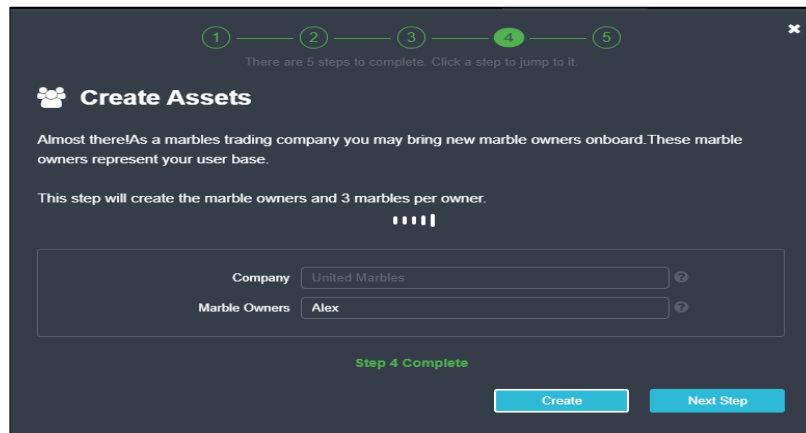 1 2 3 4 5
There are 5 steps to complete. Click a step to jump to it.
Create Assets
Almost there!As a marbles trading company you may bring new marble owners onboard.These marble
owners represent your user base.
This step will create the marble owners and 3 marbles per owner.
Company United Marbles ?
Marble Owners Alex ?
Step 4 Complete
Create Next Step